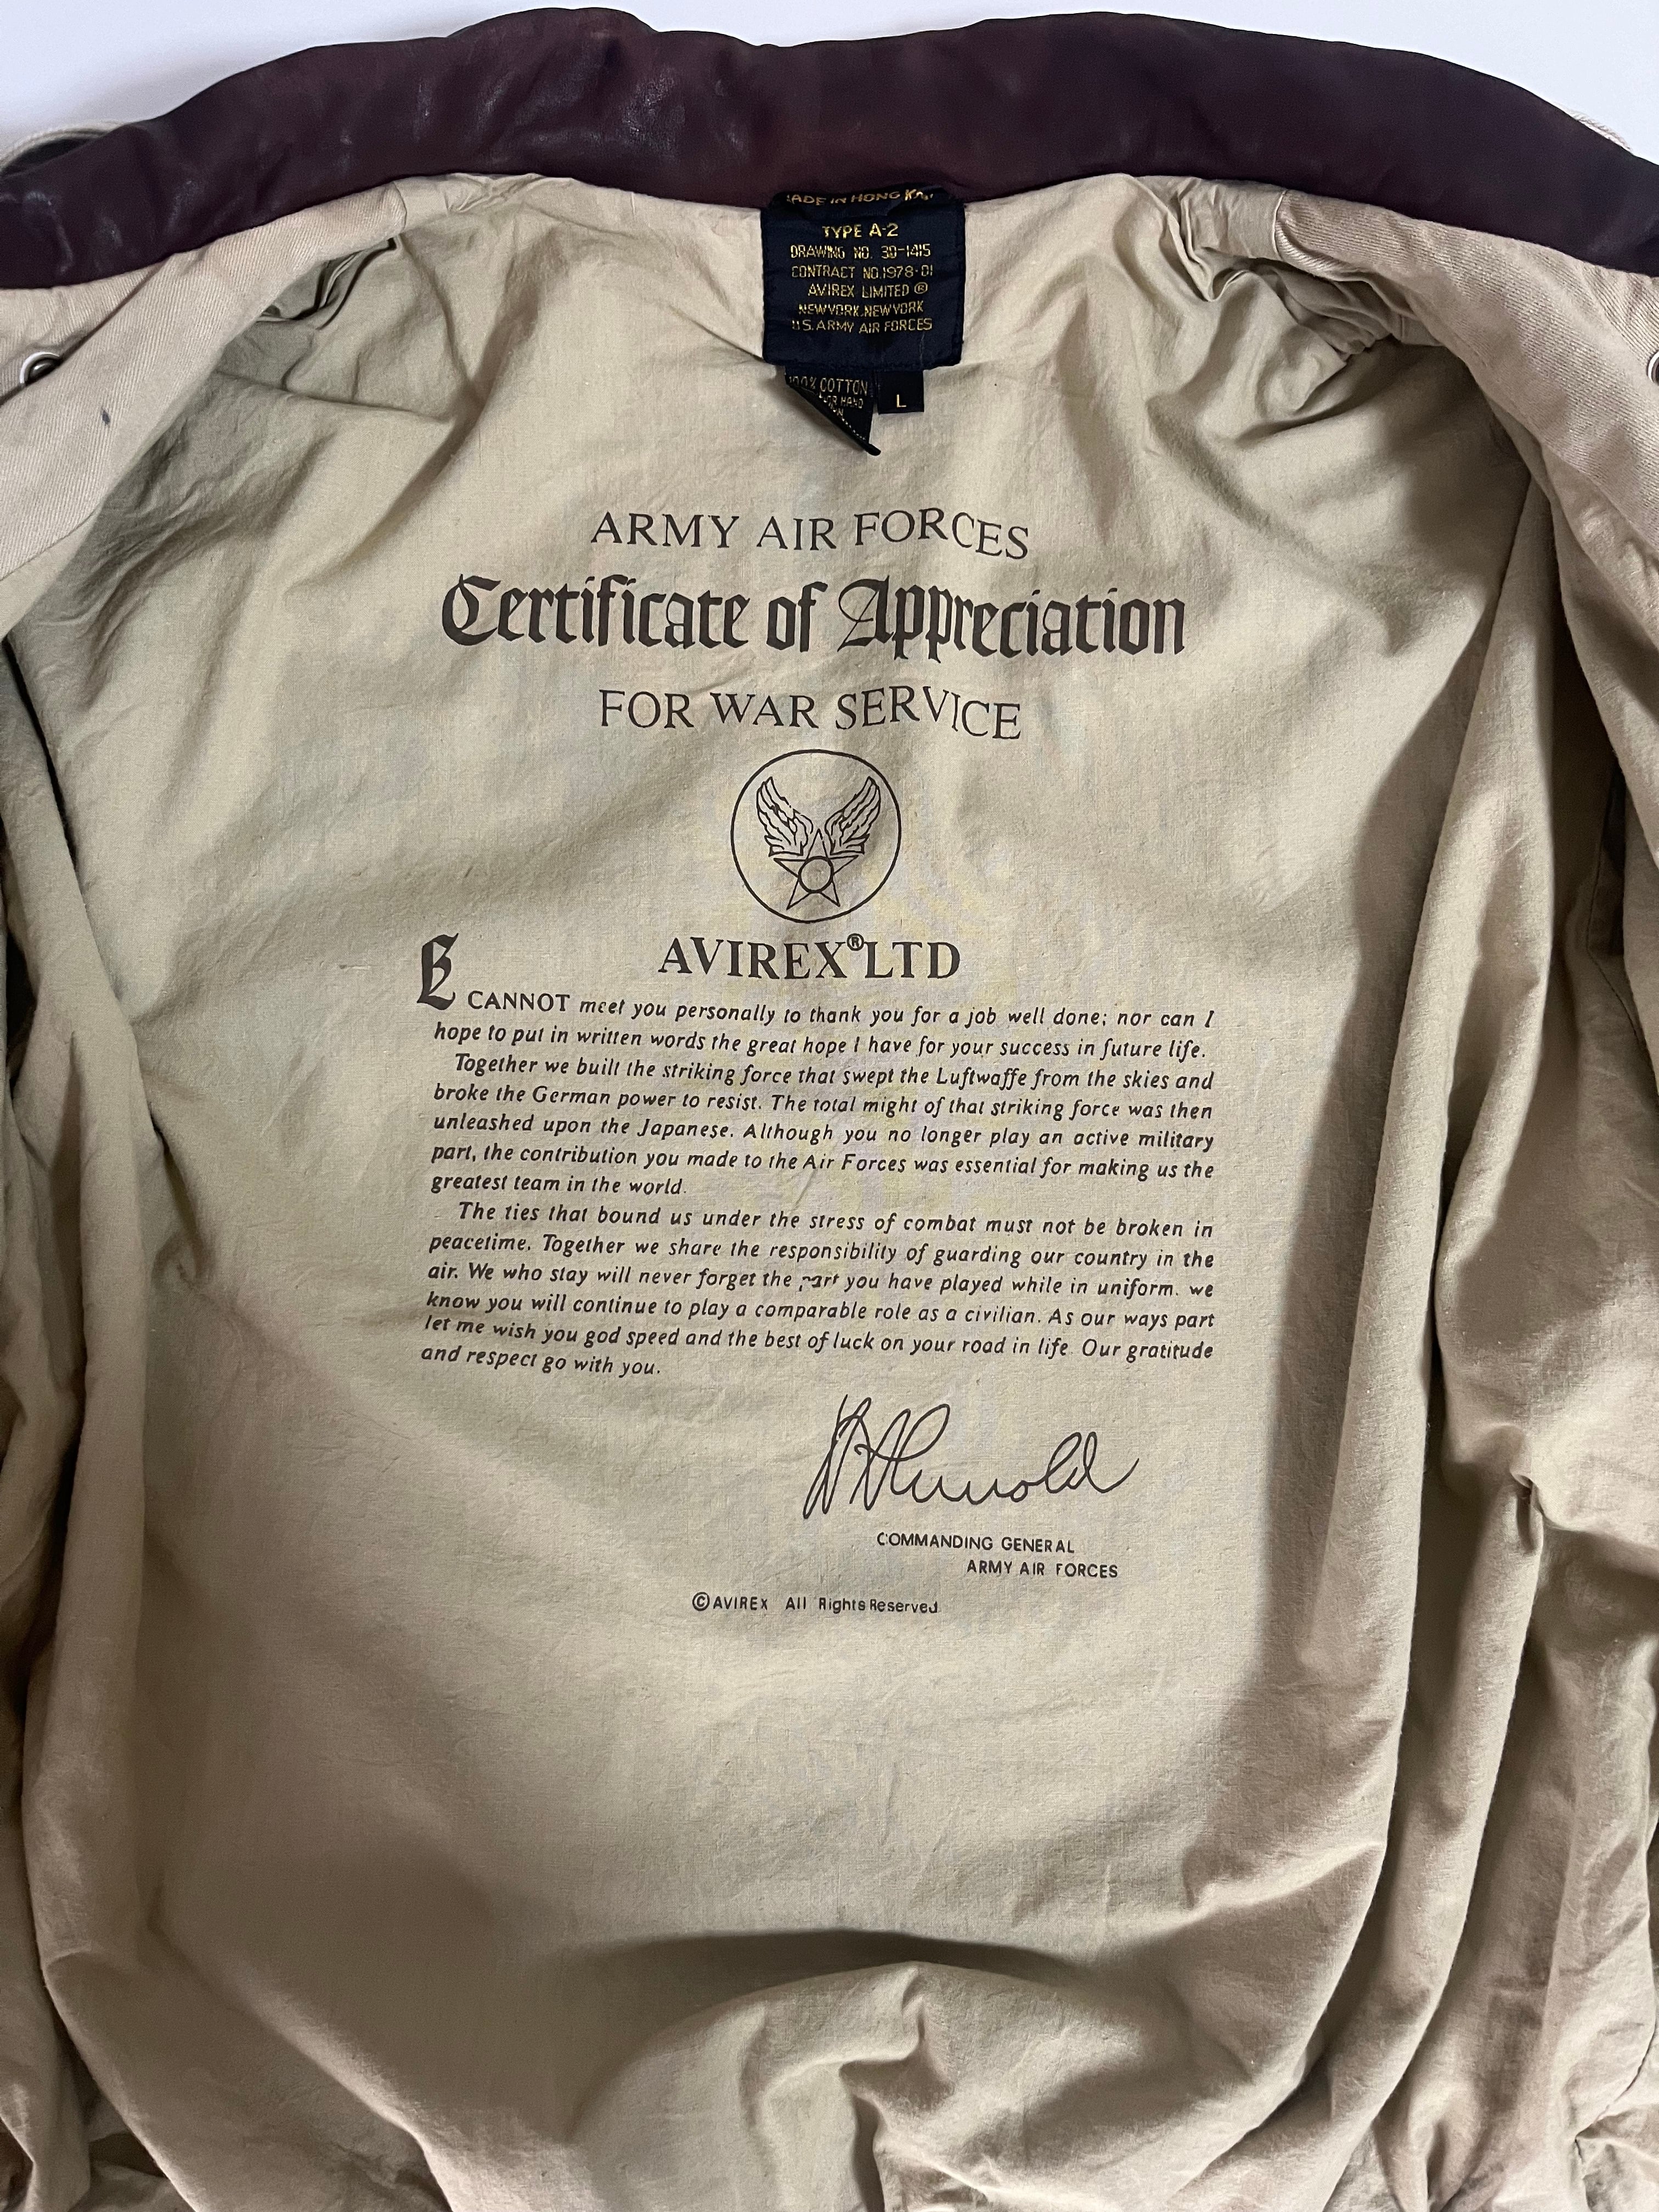 MADE IN HONG KONG
TYPE A-2
DRAWING NO. 30-1415
CONTRACT NO.1978-01
AVIREX LIMITED ®
NEW YORK.NEW YORK
U.S.ARMY AIR FORCES
100% COTTON
L
ARMY AIR FORCES
Certificate of Appreciation
FOR WAR SERVICE
AVIREX®LTD
CANNOT meet you personally to thank you for a job well done; nor can I
hope to put in written words the great hope I have for your success in future life.
Together we built the striking force that swept the Luftwaffe from the skies and
broke the German power to resist. The total might of that striking force was then
unleashed upon the Japanese. Although you no longer play an active military
part, the contribution you made to the Air Forces was essential for making us the
greatest team in the world.
The ties that bound us under the stress of combat must not be broken in
peacetime. Together we share the responsibility of guarding our country in the
air. We who stay will never forget the part you have played while in uniform. we
know you will continue to play a comparable role as a civilian. As our ways part
let me wish you god speed and the best of luck on your road in life. Our gratitude
and respect go with you.
H H Arnold
COMMANDING GENERAL
ARMY AIR FORCES
©AVIREX All Rights Reserved